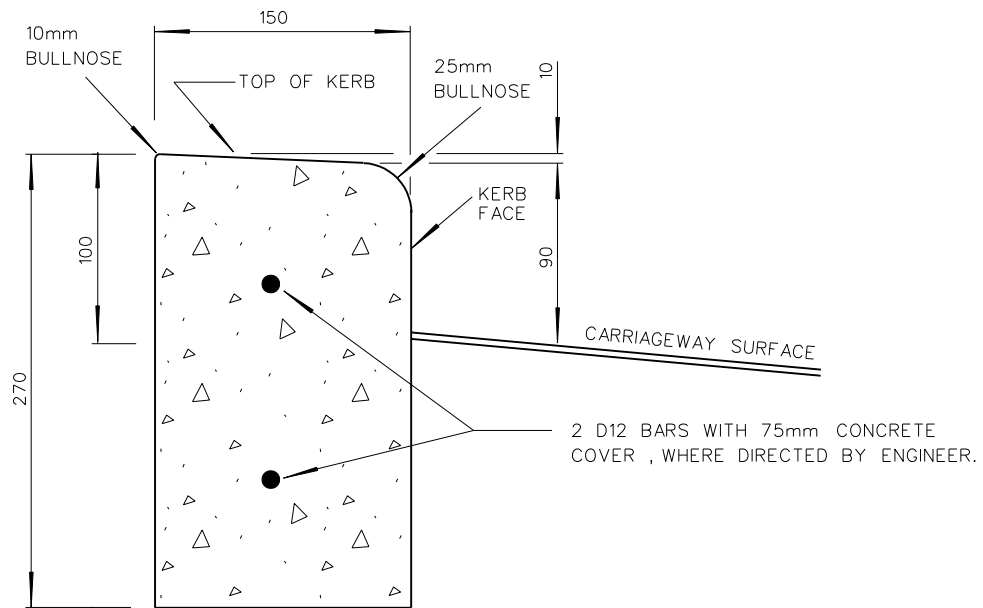 150
10mm
BULLNOSE
TOP OF KERB
25mm
BULLNOSE
10
KERB
FACE
100
90
CARRIAGEWAY SURFACE
270
2 D12 BARS WITH 75mm CONCRETE
COVER , WHERE DIRECTED BY ENGINEER.